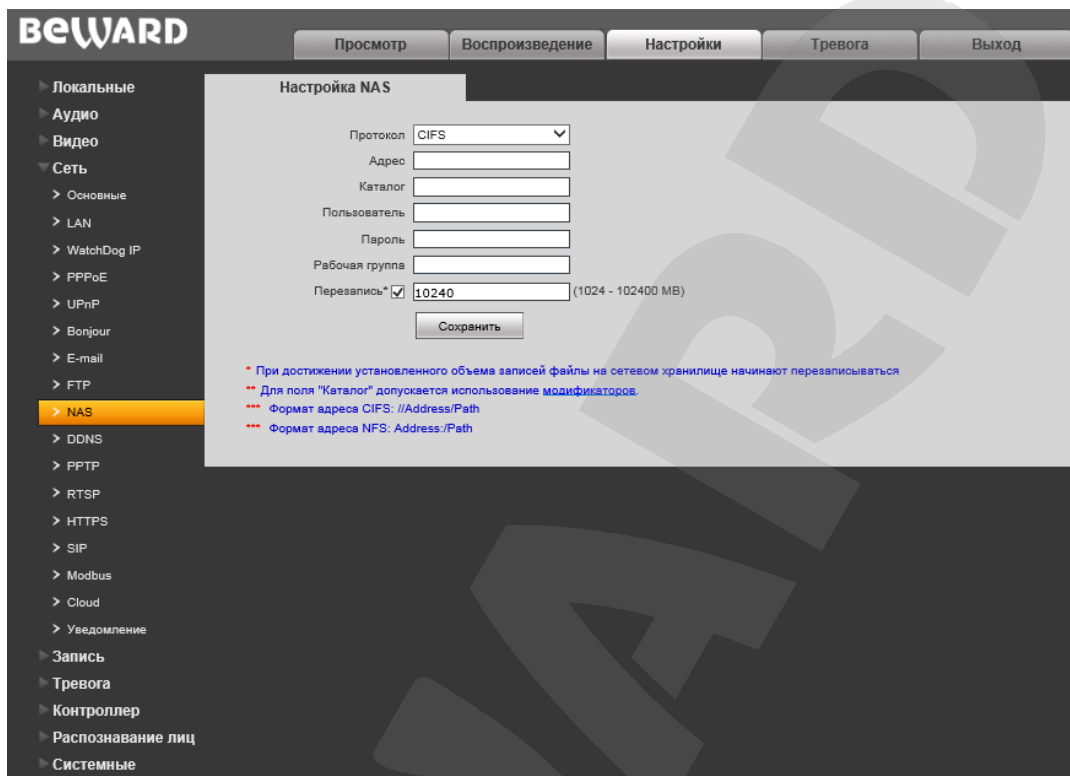 BEWARD
Просмотр Воспроизведение Настройки Тревога Выход
Локальные
Аудио
Видео
Сеть
> Основные
> LAN
> WatchDog IP
> PPPoE
> UPnP
> Bonjour
> E-mail
> FTP
> NAS
> DDNS
> PPTP
> RTSP
> HTTPS
> SIP
> Modbus
> Cloud
> Уведомление
Запись
Тревога
Контроллер
Распознавание лиц
Системные
Настройка NAS
Протокол CIFS
Адрес
Каталог
Пользователь
Пароль
Рабочая группа
Перезапись* 10240 (1024 - 102400 MB)
Сохранить
* При достижении установленного объема записей файлы на сетевом хранилище начинают перезаписываться
** Для поля "Каталог" допускается использование модификаторов.
*** Формат адреса CIFS: //Address/Path
*** Формат адреса NFS: Address:/Path